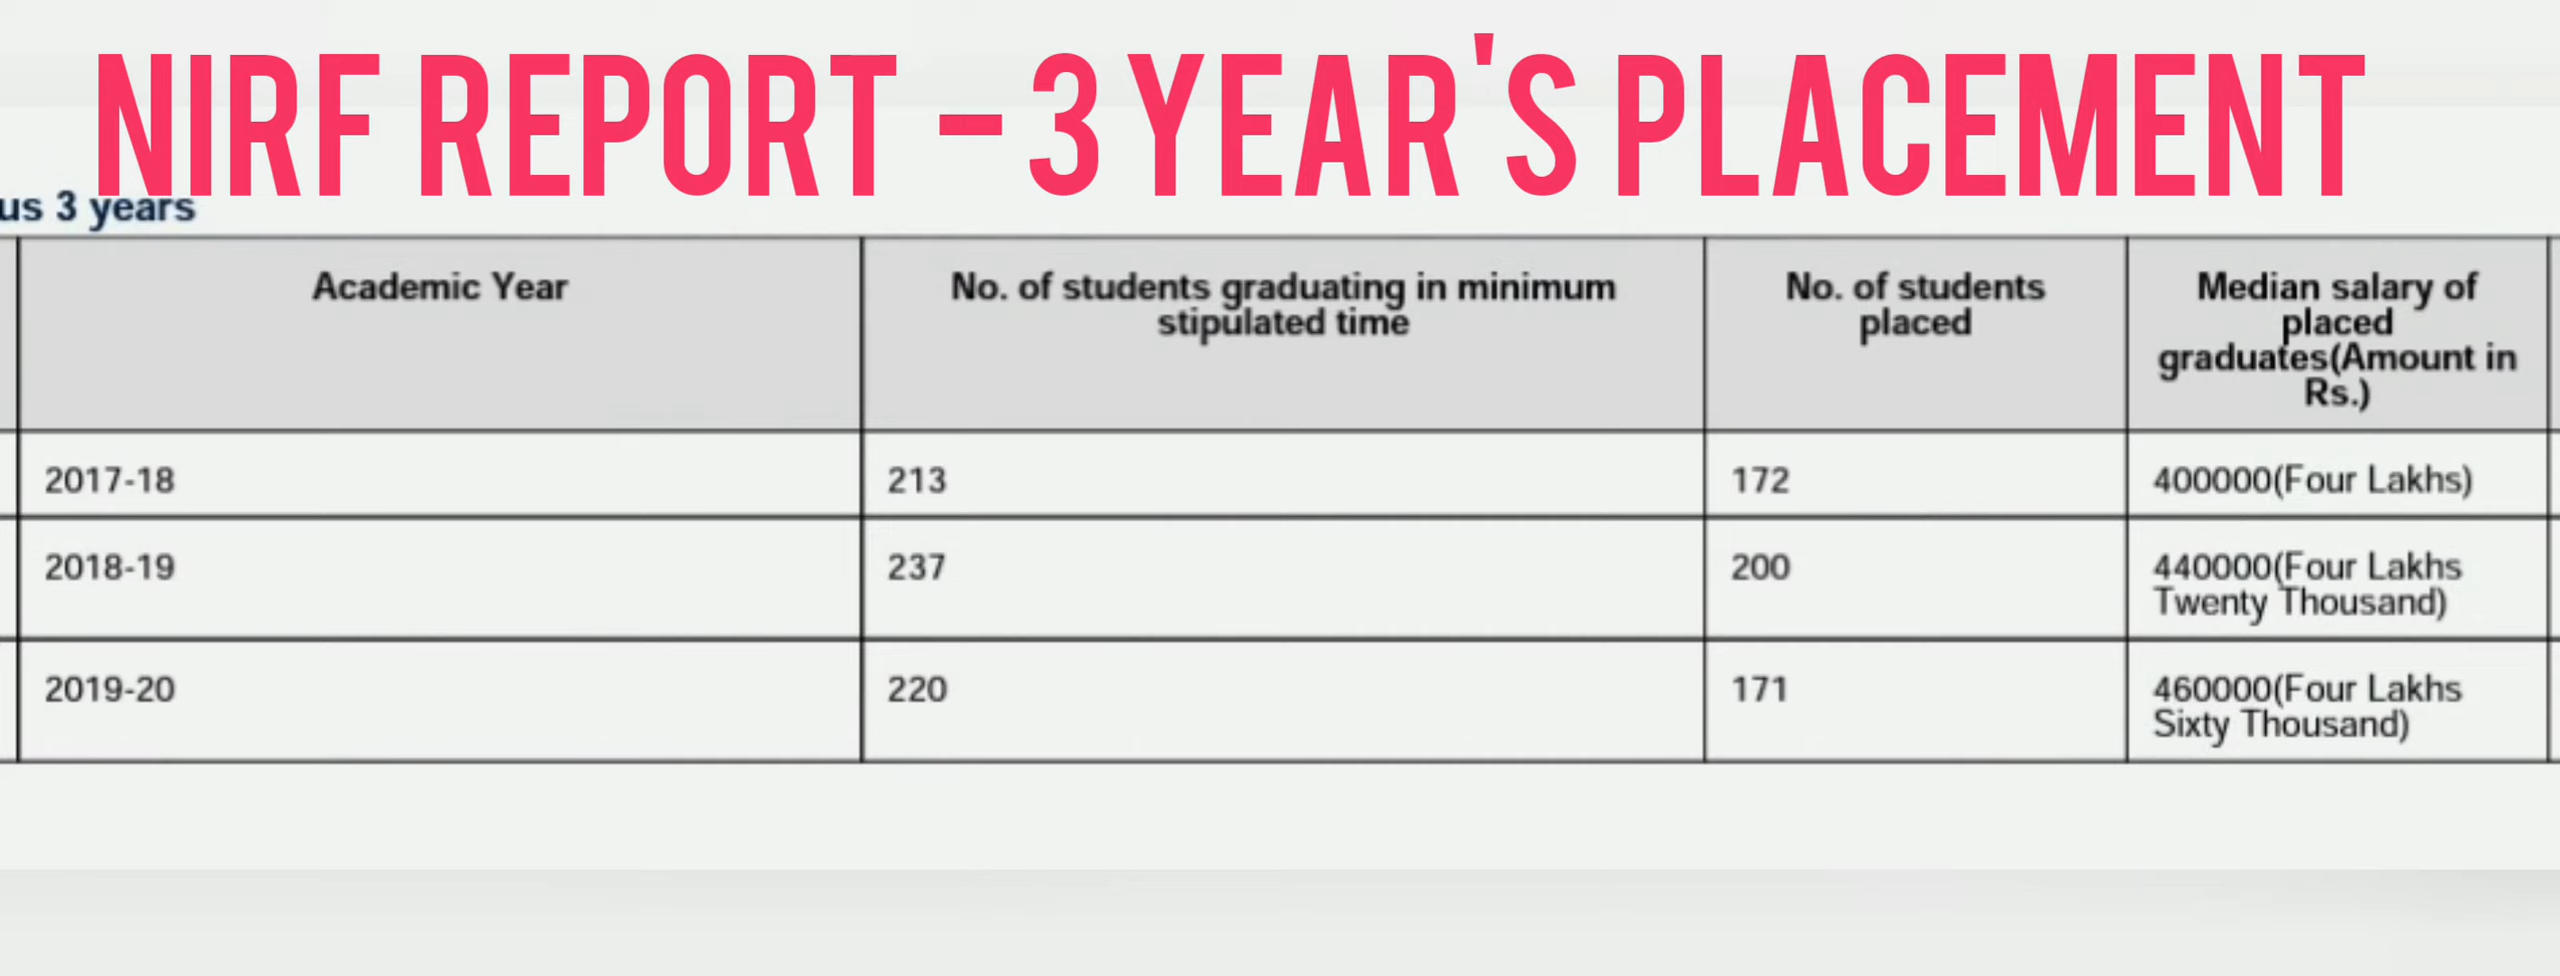 NIRF REPORT - 3 YEAR'S PLACEMENT
us 3 years
Academic Year
No. of students graduating in minimum
stipulated time
No. of students
placed
Median salary of
placed
graduates(Amount in
Rs.)
2017-18
213
172
400000(Four Lakhs)
2018-19
237
200
440000(Four Lakhs
Twenty Thousand)
2019-20
220
171
460000(Four Lakhs
Sixty Thousand)